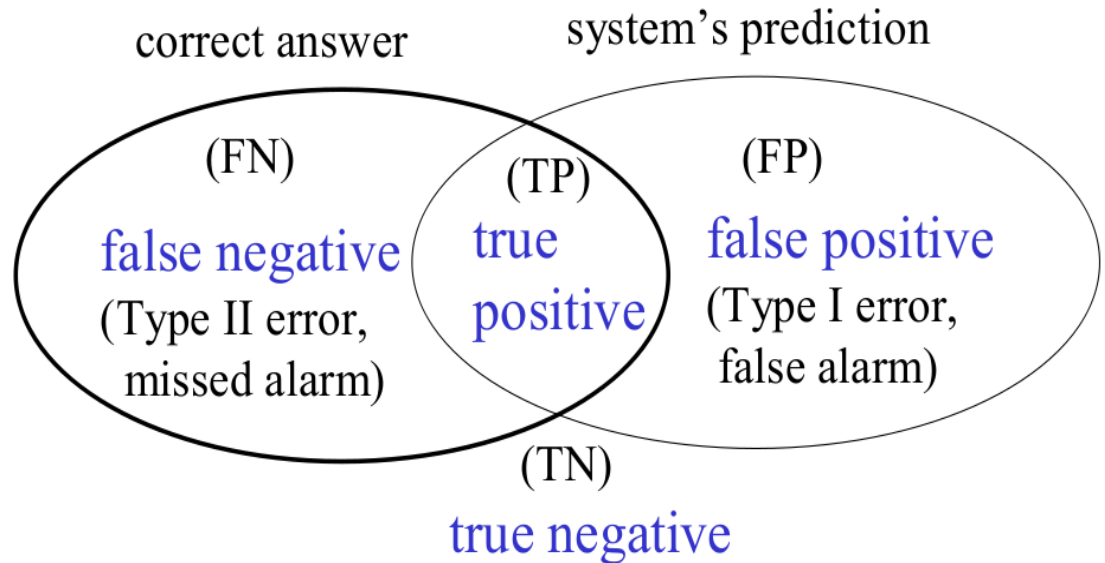 correct answer
system's prediction
(FN)
false negative
(Type II error,
missed alarm)
(TP)
true
positive
(FP)
false positive
(Type I error,
false alarm)
(TN)
true negative